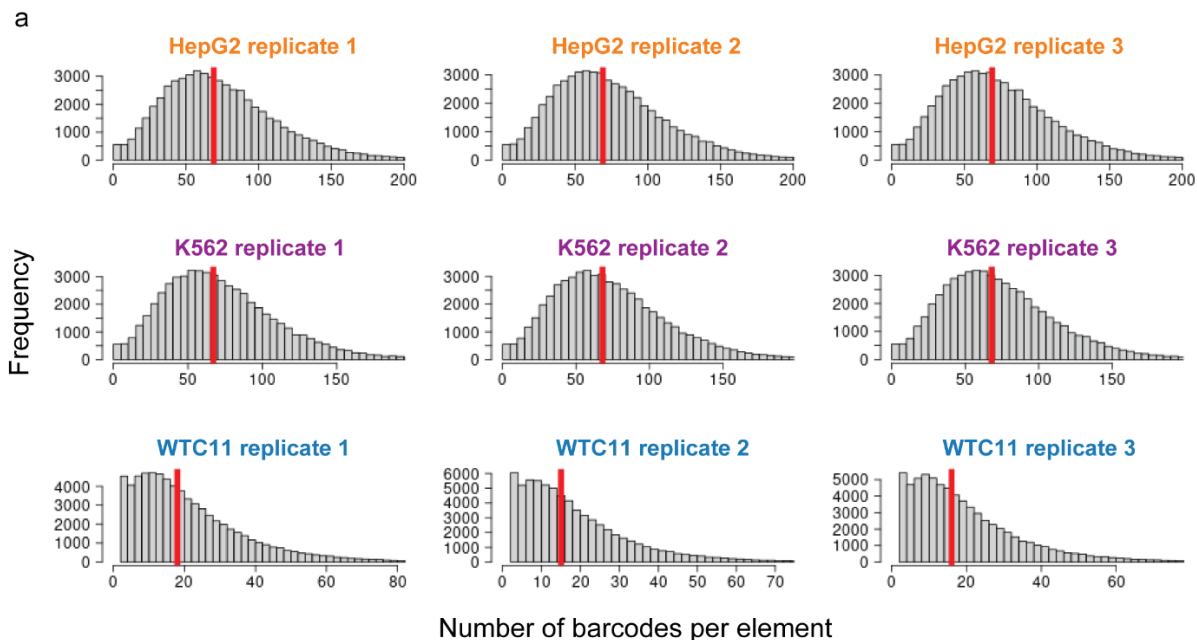 a
HepG2 replicate 1
HepG2 replicate 2
HepG2 replicate 3
3000
2000
1000
0
0 50 100 150 200
3000
2000
1000
0
0 50 100 150 200
3000
2000
1000
0
0 50 100 150 200
K562 replicate 1
K562 replicate 2
K562 replicate 3
3000
2000
1000
0
0 50 100 150
3000
2000
1000
0
0 50 100 150
3000
2000
1000
0
0 50 100 150
Frequency
WTC11 replicate 1
WTC11 replicate 2
WTC11 replicate 3
4000
3000
2000
1000
0
0 20 40 60 80
6000
5000
4000
3000
2000
1000
0
0 10 20 30 40 50 60 70
5000
4000
3000
2000
1000
0
0 20 40 60
Number of barcodes per element